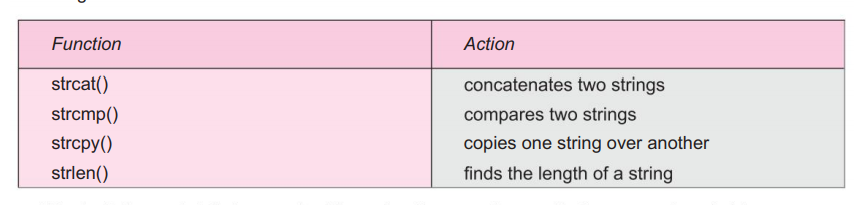 Function Action
strcat() concatenates two strings
strcmp() compares two strings
strcpy() copies one string over another
strlen() finds the length of a string